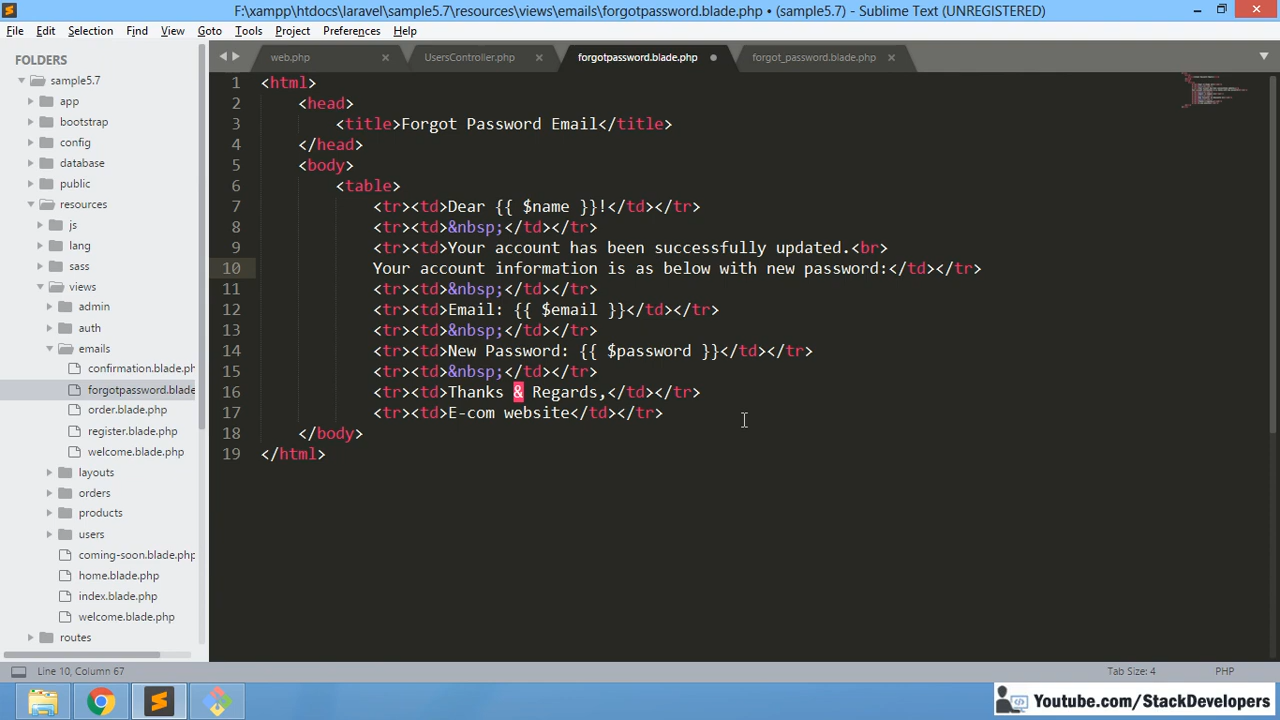 F:\xampp\htdocs\laravel\sample5.7\resources\views\emails\forgotpassword.blade.php • (sample5.7) - Sublime Text (UNREGISTERED)
File Edit Selection Find View Goto Tools Project Preferences Help
FOLDERS
sample5.7
app
bootstrap
config
database
public
resources
js
lang
sass
views
admin
auth
emails
confirmation.blade.ph
forgotpassword.blade
order.blade.php
register.blade.php
welcome.blade.php
layouts
orders
products
users
coming-soon.blade.php
home.blade.php
index.blade.php
welcome.blade.php
routes
web.php UsersController.php forgotpassword.blade.php forgot_password.blade.php
1 <html>
2 <head>
3 <title>Forgot Password Email</title>
4 </head>
5 <body>
6 <table>
7 <tr><td>Dear {{ $name }}!</td></tr>
8 <tr><td>&nbsp;</td></tr>
9 <tr><td>Your account has been successfully updated.<br>
10 Your account information is as below with new password:</td></tr>
11 <tr><td>&nbsp;</td></tr>
12 <tr><td>Email: {{ $email }}</td></tr>
13 <tr><td>&nbsp;</td></tr>
14 <tr><td>New Password: {{ $password }}</td></tr>
15 <tr><td>&nbsp;</td></tr>
16 <tr><td>Thanks & Regards,</td></tr>
17 <tr><td>E-com website</td></tr>
18 </body>
19 </html>
Line 10, Column 67 Tab Size: 4 PHP
Youtube.com/StackDevelopers